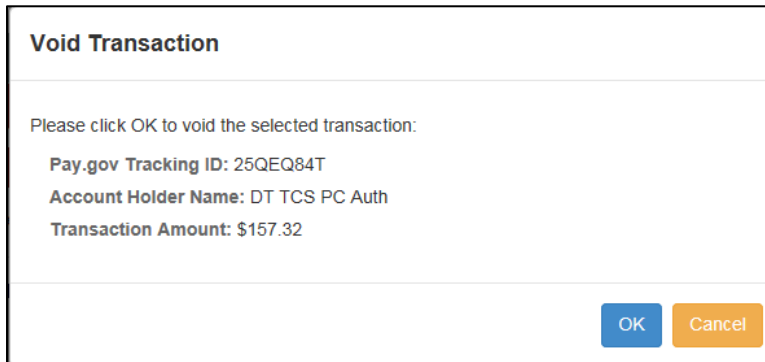 Void Transaction
Please click OK to void the selected transaction:
Pay.gov Tracking ID: 25QEQ84T
Account Holder Name: DT TCS PC Auth
Transaction Amount: $157.32
OK Cancel